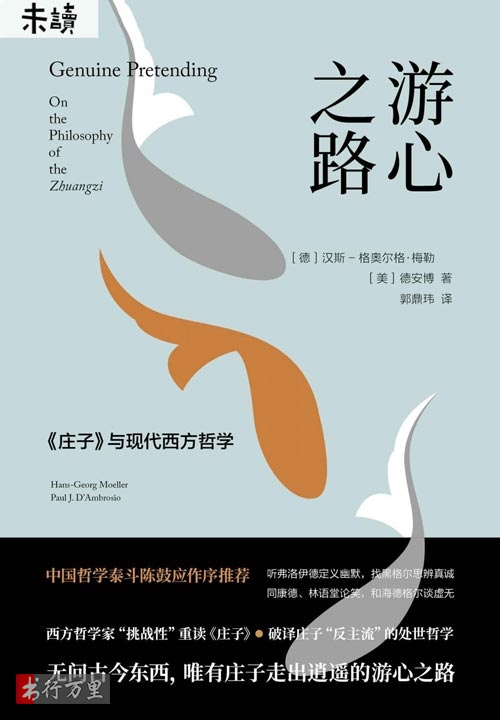 未讀
Genuine Pretending
On
the
Philosophy
of
the
Zhuangzi
游心
之路
［德］汉斯－格奥尔格·梅勒
［美］德安博 著
郭鼎玮 译
《庄子》与现代西方哲学
Hans-Georg Moeller
Paul J. D'Ambrosio
中国哲学泰斗陈鼓应作序推荐
听弗洛伊德定义幽默，找黑格尔思辨真诚
同康德、林语堂论笑，和海德格尔谈虚无
西方哲学家“挑战性”重读《庄子》●破译庄子“反主流”的处世哲学
无问古今东西，唯有庄子走出逍遥的游心之路
书行万里